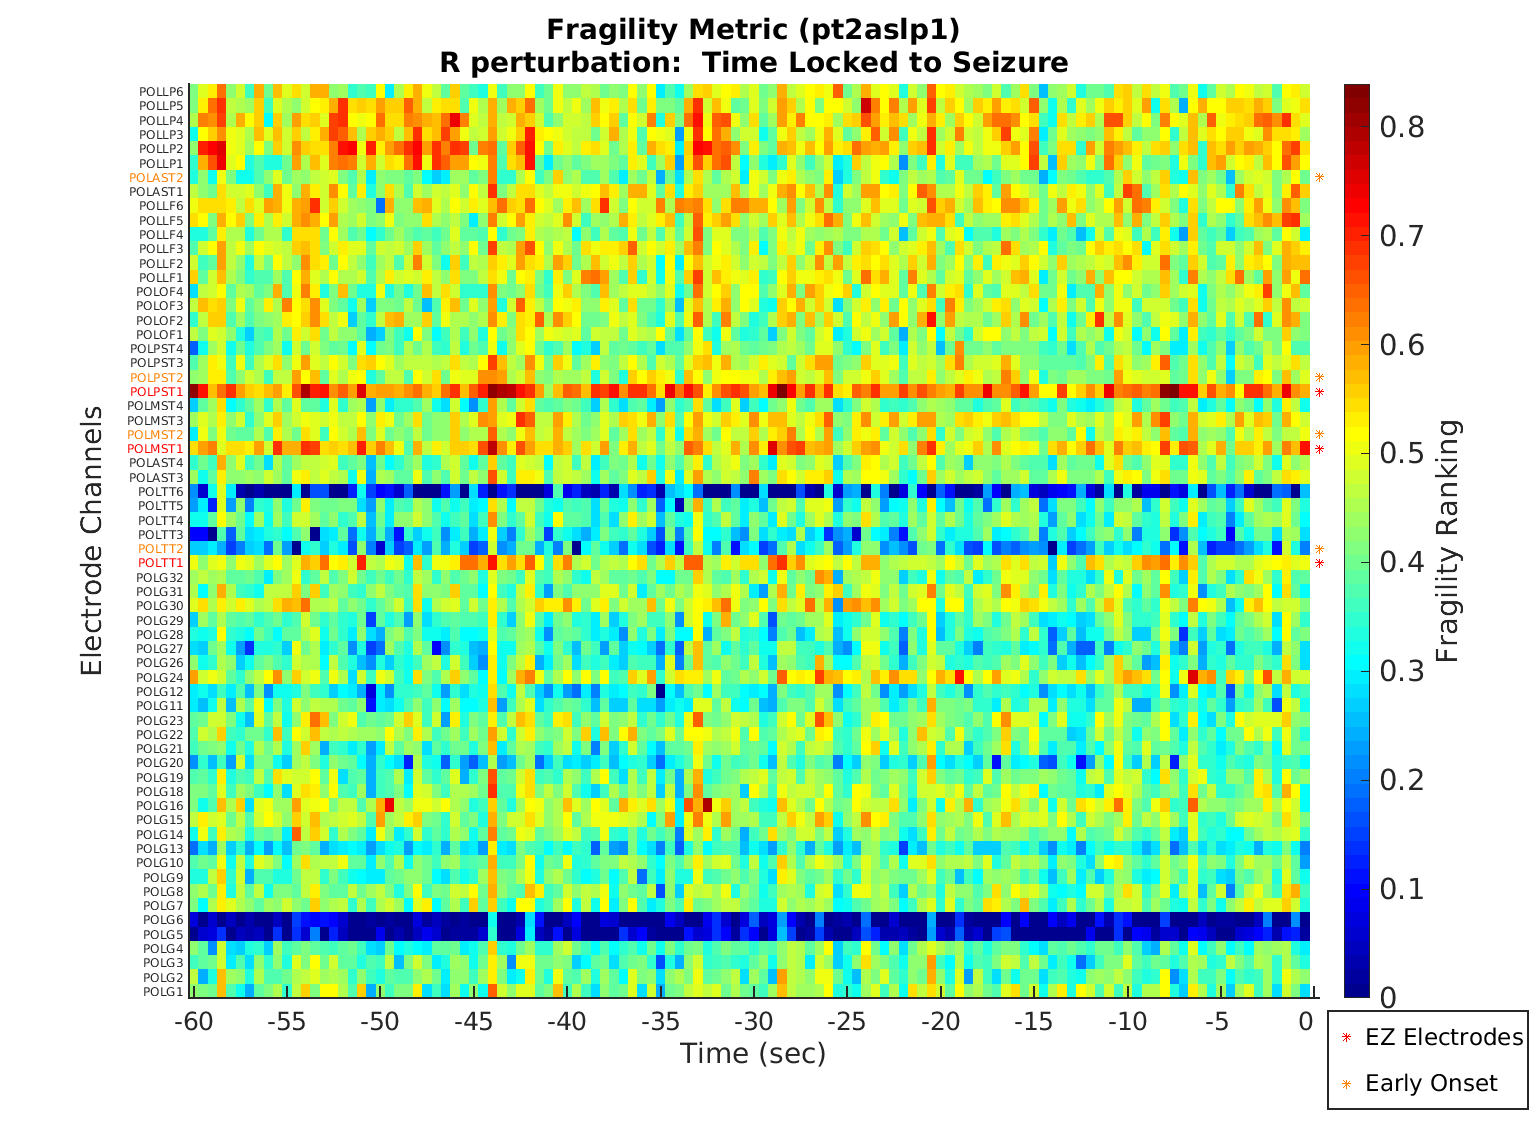 Fragility Metric (pt2aslp1)
R perturbation:  Time Locked to Seizure
Electrode Channels
POLLP6
POLLP5
POLLP4
POLLP3
POLLP2
POLLP1
POLAST2
POLAST1
POLLF6
POLLF5
POLLF4
POLLF3
POLLF2
POLLF1
POLOF4
POLOF3
POLOF2
POLOF1
POLPST4
POLPST3
POLPST2
POLPST1
POLMST4
POLMST3
POLMST2
POLMST1
POLAST4
POLAST3
POLTT6
POLTT5
POLTT4
POLTT3
POLTT2
POLTT1
POLG32
POLG31
POLG30
POLG29
POLG28
POLG27
POLG26
POLG24
POLG12
POLG11
POLG23
POLG22
POLG21
POLG20
POLG19
POLG18
POLG16
POLG15
POLG14
POLG13
POLG10
POLG9
POLG8
POLG7
POLG6
POLG5
POLG4
POLG3
POLG2
POLG1
-60 -55 -50 -45 -40 -35 -30 -25 -20 -15 -10 -5 0
Time (sec)
0.8
0.7
0.6
0.5
0.4
0.3
0.2
0.1
0
Fragility Ranking
EZ Electrodes
Early Onset